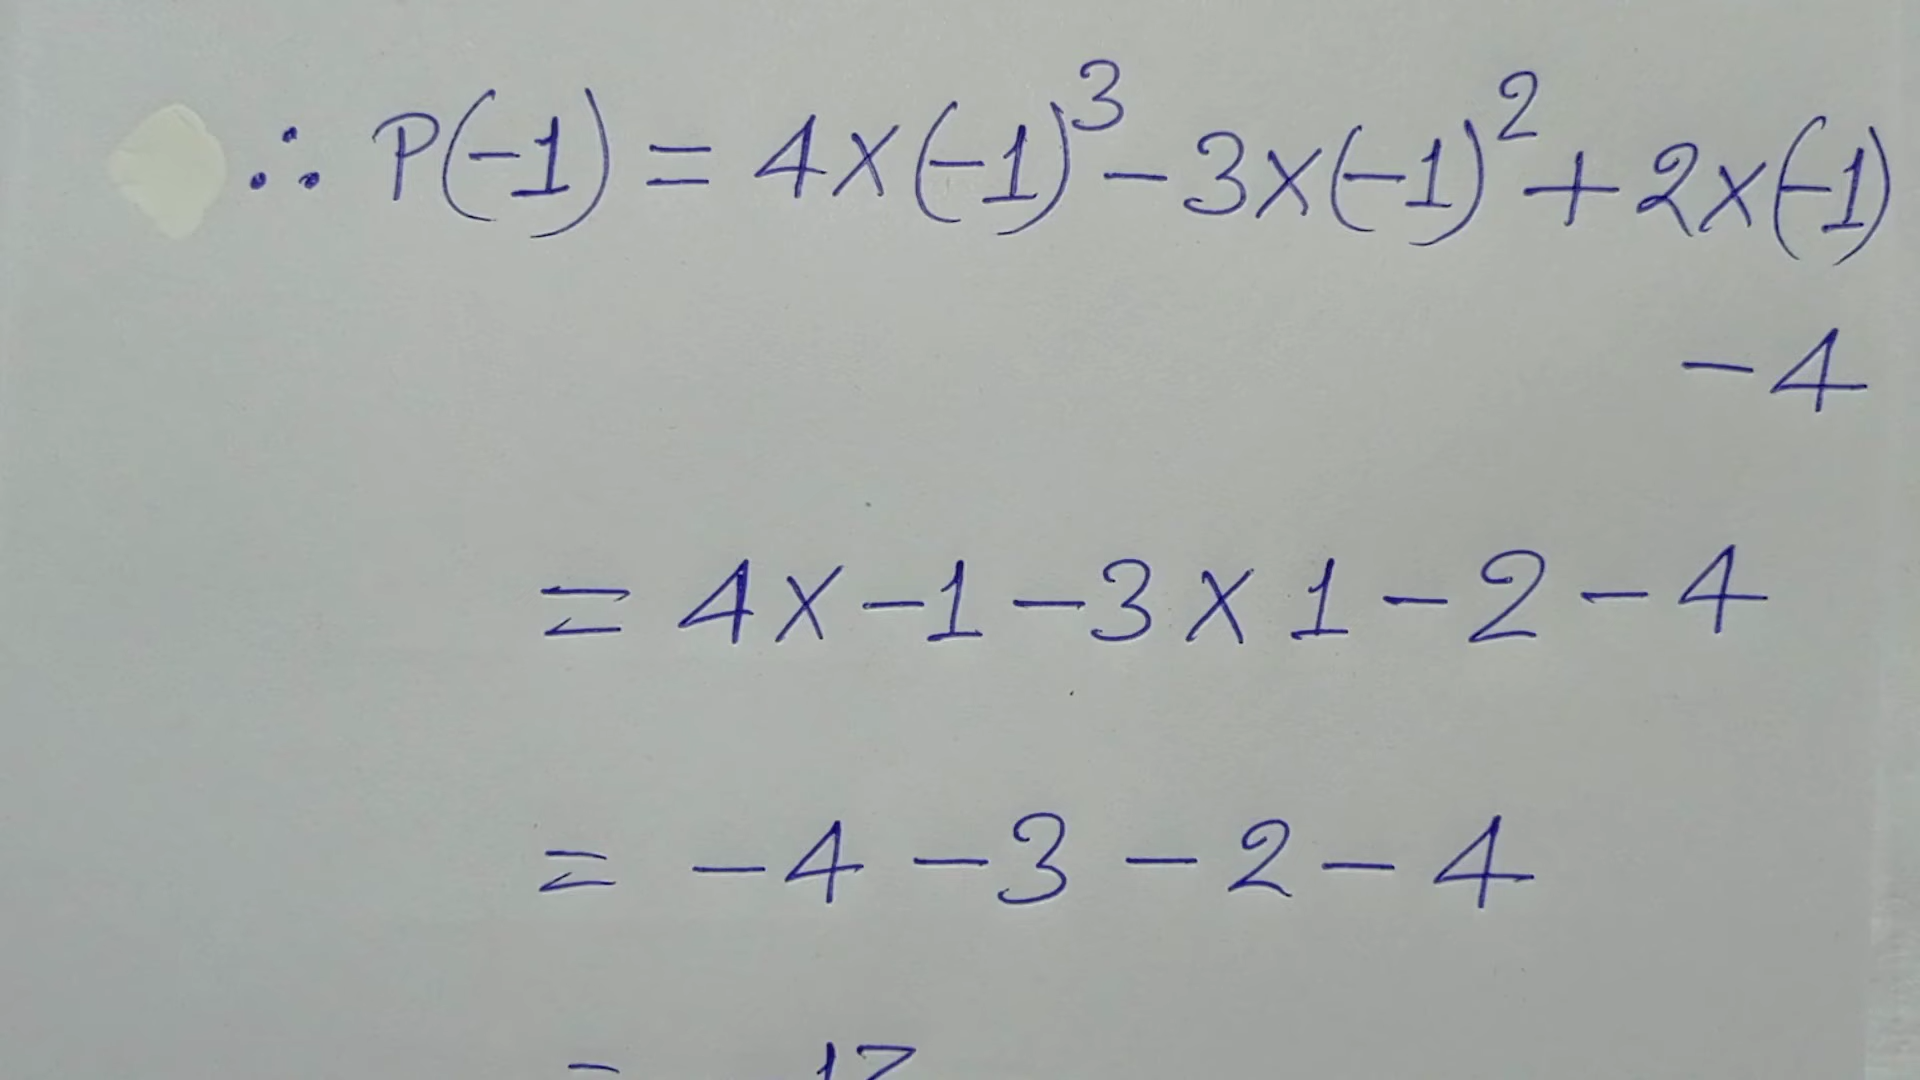 ∴ P(-1) = 4×(-1)³ - 3×(-1)² + 2×(-1)
- 4
= 4× -1 - 3 × 1 - 2 - 4
= - 4 - 3 - 2 - 4